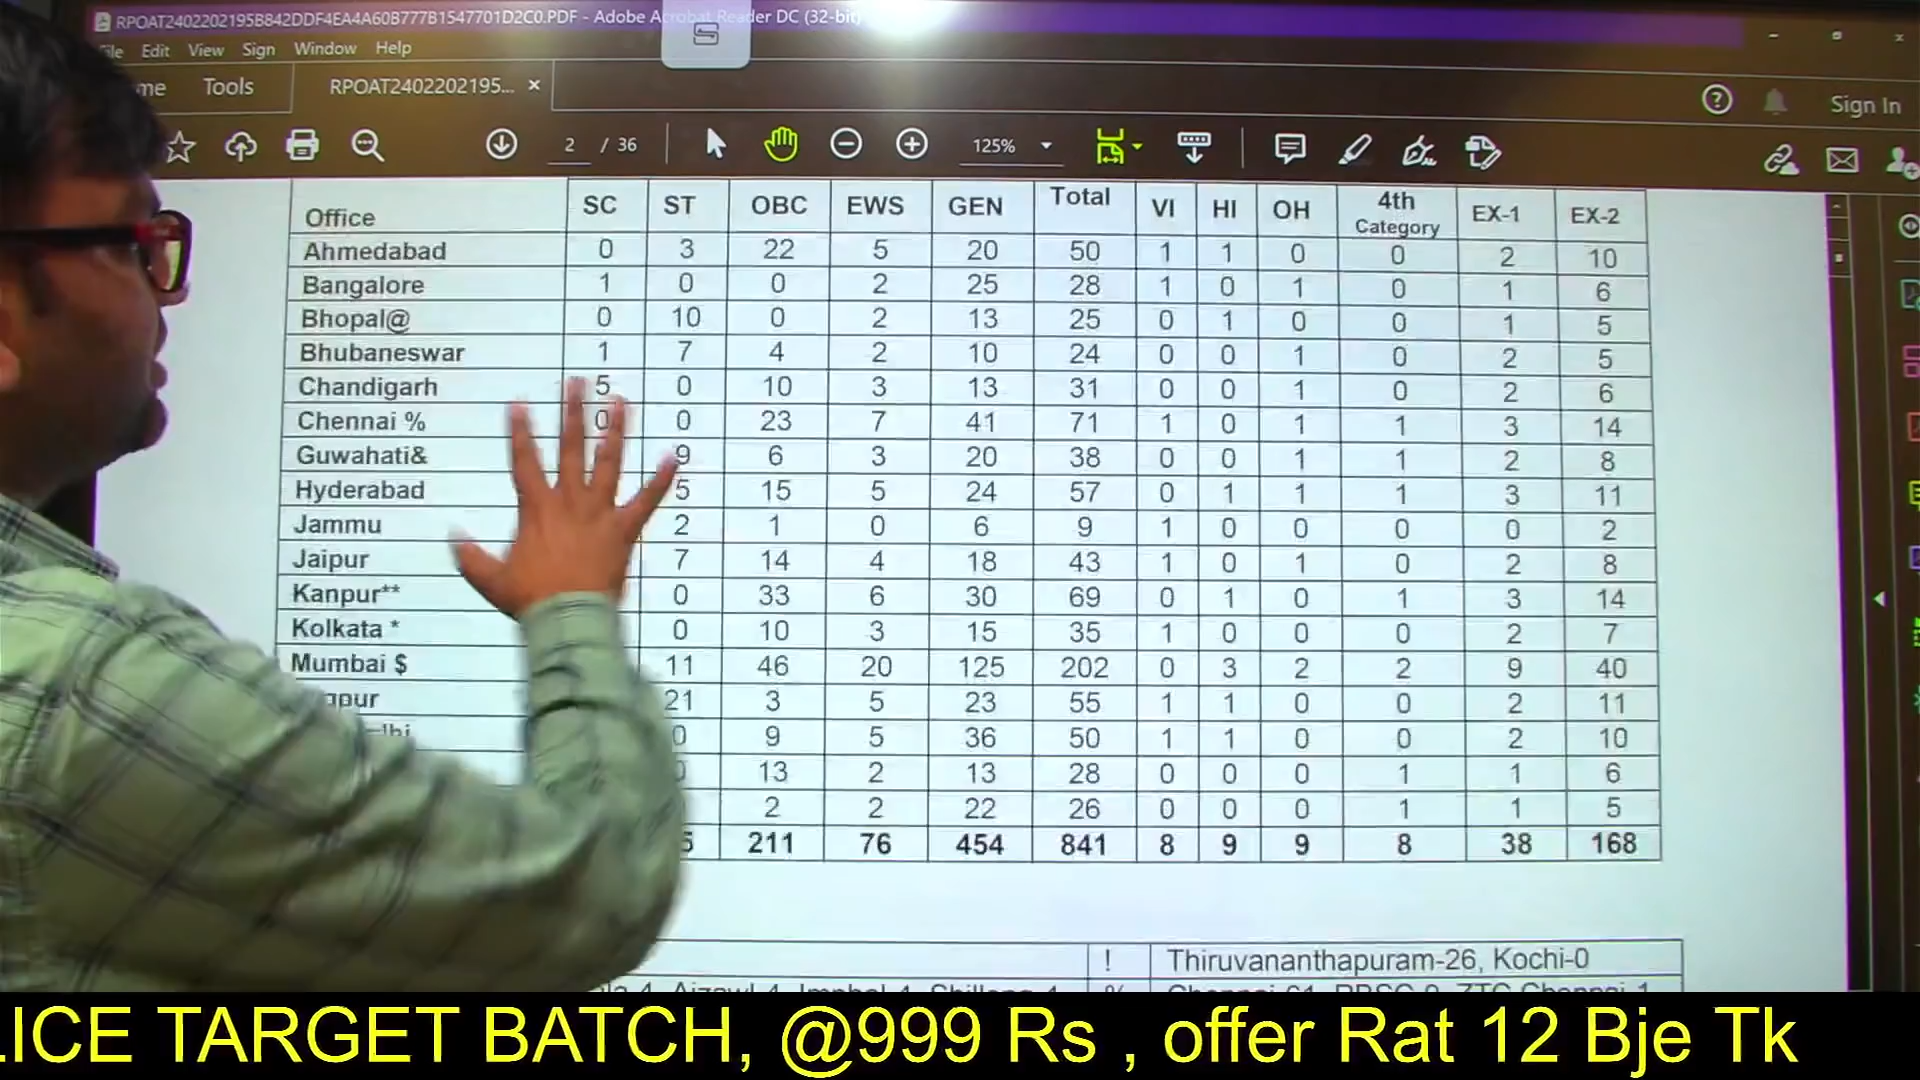 RPOAT2402202195B842DDF4EA4A60B777B1547701D2C0.PDF - Adobe Acrobat Reader DC (32-bit)
File Edit View Sign Window Help
me Tools RPOAT2402202195... × Sign In
2 / 36 125%
Office SC ST OBC EWS GEN Total VI HI OH 4th Category EX-1 EX-2
Ahmedabad 0 3 22 5 20 50 1 1 0 0 2 10
Bangalore 1 0 0 2 25 28 1 0 1 0 1 6
Bhopal@ 0 10 0 2 13 25 0 1 0 0 1 5
Bhubaneswar 1 7 4 2 10 24 0 0 1 0 2 5
Chandigarh 5 0 10 3 13 31 0 0 1 0 2 6
Chennai % 0 0 23 7 41 71 1 0 1 1 3 14
Guwahati& 9 6 3 20 38 0 0 1 1 2 8
Hyderabad 5 15 5 24 57 0 1 1 1 3 11
Jammu 2 1 0 6 9 1 0 0 0 0 2
Jaipur 7 14 4 18 43 1 0 1 0 2 8
Kanpur** 0 33 6 30 69 0 1 0 1 3 14
Kolkata * 0 10 3 15 35 1 0 0 0 2 7
Mumbai $ 11 46 20 125 202 0 3 2 2 9 40
gpur 21 3 5 23 55 1 1 0 0 2 11
lhi 0 9 5 36 50 1 1 0 0 2 10
0 13 2 13 28 0 0 0 1 1 6
2 2 22 26 0 0 0 1 1 5
5 211 76 454 841 8 9 9 8 38 168
! Thiruvananthapuram-26, Kochi-0
LICE TARGET BATCH, @999 Rs , offer Rat 12 Bje Tk